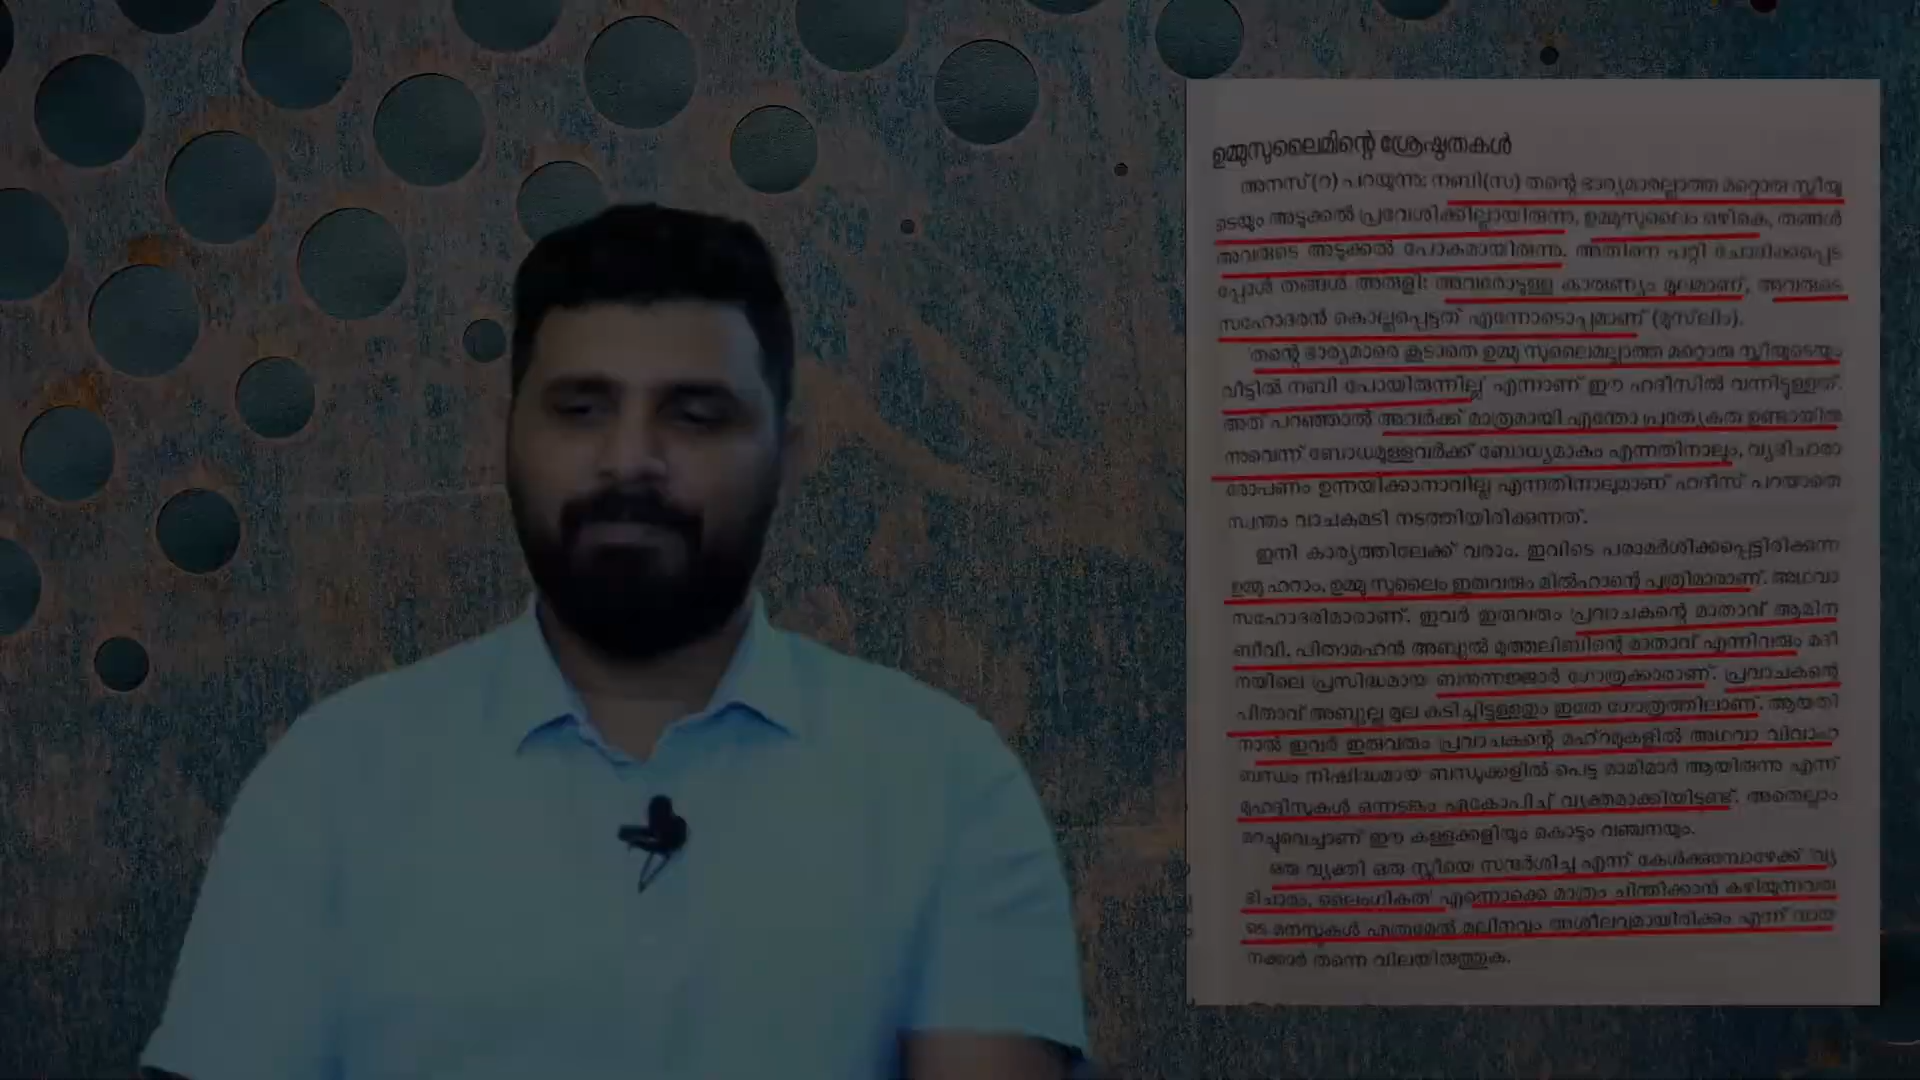 ഉമ്മുസുലൈമിന്റെ ശ്രേഷ്ഠതകൾ
അനസ് (റ) പറയുന്നു: നബി(സ) തന്റെ ഭാര്യമാരല്ലാത്ത മറ്റൊരു സ്ത്രീയു
ടെയും അടുക്കൽ പ്രവേശിക്കില്ലായിരുന്നു, ഉമ്മുസുലൈം ഒഴികെ, തങ്ങൾ
അവരുടെ അടുക്കൽ പോകുമായിരുന്നു. അതിനെ പറ്റി ചോദിക്കപ്പെട
പ്പോൾ തങ്ങൾ അരുളി: അവരോടുള്ള കാരുണ്യം മൂലമാണ്, അവരുടെ
സഹോദരൻ കൊല്ലപ്പെട്ടത് എന്നോടൊപ്പമാണ് (മുസ്‌ലിം).
'തന്റെ ഭാര്യമാരെ കൂടാതെ ഉമ്മു സുലൈമല്ലാത്ത മറ്റൊരു സ്ത്രീയുടെയും
വീട്ടിൽ നബി പോയിരുന്നില്ല' എന്നാണ് ഈ ഹദീസിൽ വന്നിട്ടുള്ളത്.
അത് പറഞ്ഞാൽ അവർക്ക് മാത്രമായി എന്തോ പ്രത്യേകത ഉണ്ടായിരു
ന്നുവെന്ന് ബോധമുള്ളവർക്ക് ബോധ്യമാകും എന്നതിനാലും, വ്യഭിചാരാ
രോപണം ഉന്നയിക്കാനാവില്ല എന്നതിനാലുമാണ് ഹദീസ് പറയാതെ
സ്വന്തം വാചകമടി നടത്തിയിരിക്കുന്നത്.
ഇനി കാര്യത്തിലേക്ക് വരാം. ഇവിടെ പരാമർശിക്കപ്പെട്ടിരിക്കുന്ന
ഉമ്മു ഹറാം, ഉമ്മു സുലൈം ഇരുവരും മിൽഹാന്റെ പുത്രിമാരാണ്. അഥവാ
സഹോദരിമാരാണ്. ഇവർ ഇരുവരും പ്രവാചകന്റെ മാതാവ് ആമിന
ബീവി, പിതാമഹൻ അബ്ദുൽ മുത്തലിബിന്റെ മാതാവ് എന്നിവരും മദീ
നയിലെ പ്രസിദ്ധമായ ബനുന്നജ്ജാർ ഗോത്രക്കാരാണ്. പ്രവാചകന്റെ
പിതാവ് അബ്ദുല്ല മുല കുടിച്ചിട്ടുള്ളതും ഇതേ ഗോത്രത്തിലാണ്. ആയതി
നാൽ ഇവർ ഇരുവരും പ്രവാചകന്റെ മഹ്റമുകളിൽ അഥവാ വിവാഹ
ബന്ധം നിഷിദ്ധമായ ബന്ധുക്കളിൽ പെട്ട മാമിമാർ ആയിരുന്നു എന്ന്
മുഹദ്ദിസുകൾ ഒന്നടങ്കം ഏകോപിച്ച് വ്യക്തമാക്കിയിട്ടുണ്ട്. അതെല്ലാം
മറച്ചുവെച്ചാണ് ഈ കള്ളക്കളിയും കൊടും വഞ്ചനയും.
ഒരു വ്യക്തി ഒരു സ്ത്രീയെ സന്ദർശിച്ചു എന്ന് കേൾക്കുമ്പോഴേക്ക് 'വ്യ
ഭിചാരം, ലൈംഗികത' എന്നൊക്കെ മാത്രം ചിന്തിക്കാൻ കഴിയുന്നവരു
ടെ മനസുകൾ എത്രമേൽ മലിനവും അശ്ലീലവുമായിരിക്കും എന്ന് വായ
നക്കാർ തന്നെ വിലയിരുത്തുക.